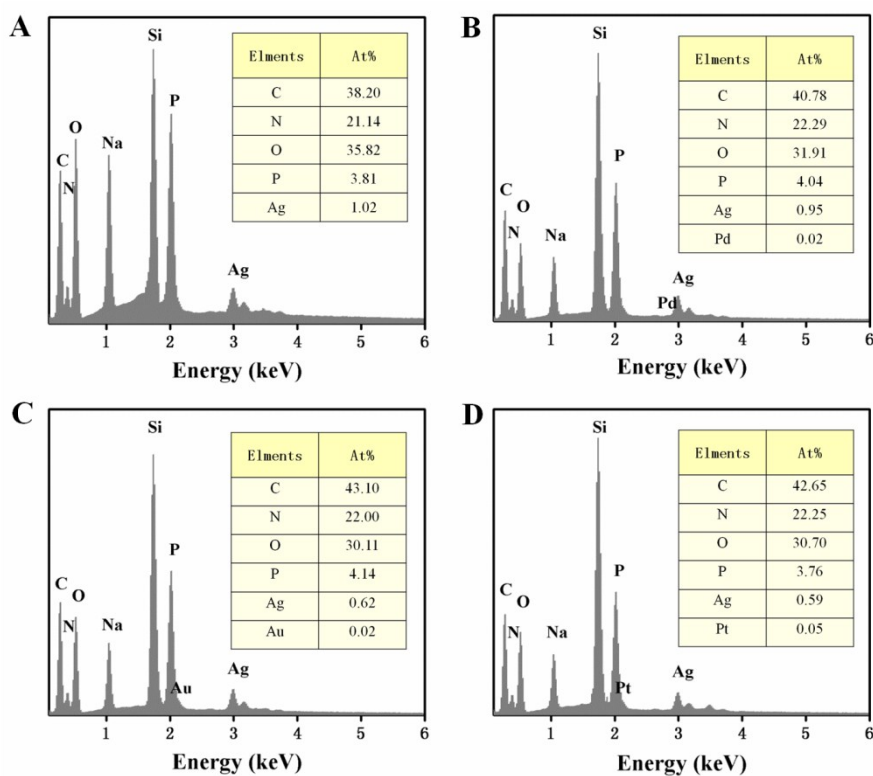 A
Si
P
O
Na
C
N
Ag
Elments At%
C 38.20
N 21.14
O 35.82
P 3.81
Ag 1.02
1 2 3 4 5 6
Energy (keV)
B
Si
P
C
O
N
Na
Pd
Ag
Elments At%
C 40.78
N 22.29
O 31.91
P 4.04
Ag 0.95
Pd 0.02
1 2 3 4 5 6
Energy (keV)
C
Si
P
C
O
N
Na
Au
Ag
Elments At%
C 43.10
N 22.00
O 30.11
P 4.14
Ag 0.62
Au 0.02
1 2 3 4 5 6
Energy (keV)
D
Si
P
C
O
N
Na
Pt
Ag
Elments At%
C 42.65
N 22.25
O 30.70
P 3.76
Ag 0.59
Pt 0.05
1 2 3 4 5 6
Energy (keV)